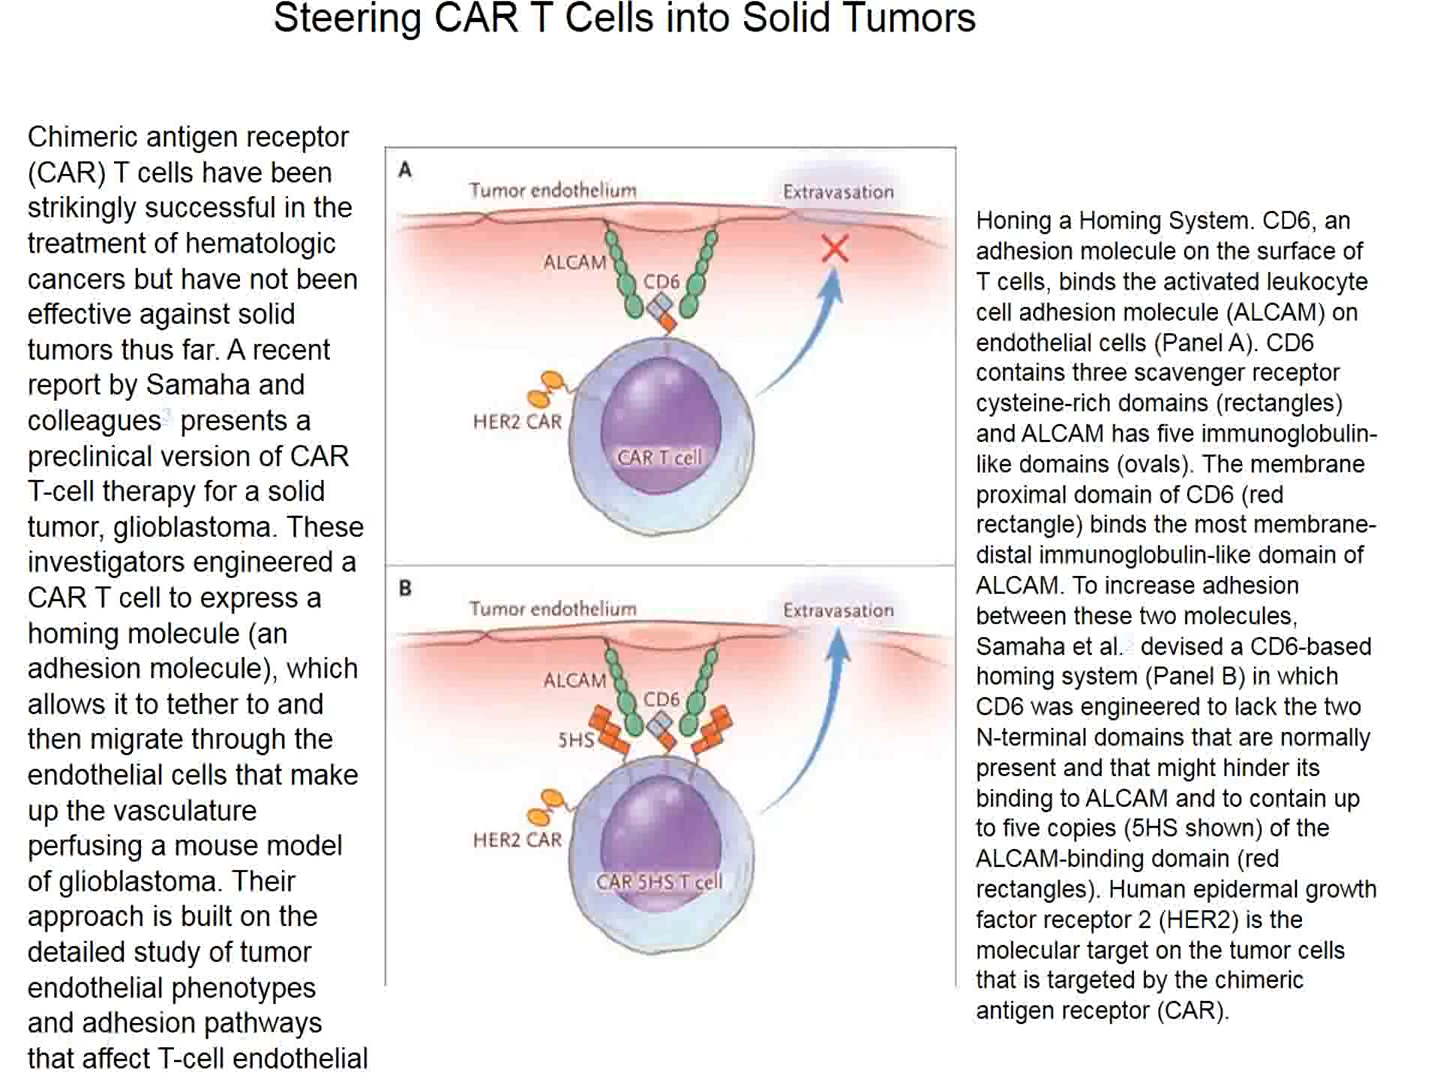 Steering CAR T Cells into Solid Tumors
Chimeric antigen receptor
(CAR) T cells have been
strikingly successful in the
treatment of hematologic
cancers but have not been
effective against solid
tumors thus far. A recent
report by Samaha and
colleagues3 presents a
preclinical version of CAR
T-cell therapy for a solid
tumor, glioblastoma. These
investigators engineered a
CAR T cell to express a
homing molecule (an
adhesion molecule), which
allows it to tether to and
then migrate through the
endothelial cells that make
up the vasculature
perfusing a mouse model
of glioblastoma. Their
approach is built on the
detailed study of tumor
endothelial phenotypes
and adhesion pathways
that affect T-cell endothelial
A
Tumor endothelium
Extravasation
ALCAM
CD6
HER2 CAR
CAR T cell
B
Tumor endothelium
Extravasation
ALCAM
CD6
5HS
HER2 CAR
CAR 5HS T cell
Honing a Homing System. CD6, an
adhesion molecule on the surface of
T cells, binds the activated leukocyte
cell adhesion molecule (ALCAM) on
endothelial cells (Panel A). CD6
contains three scavenger receptor
cysteine-rich domains (rectangles)
and ALCAM has five immunoglobulin-
like domains (ovals). The membrane
proximal domain of CD6 (red
rectangle) binds the most membrane-
distal immunoglobulin-like domain of
ALCAM. To increase adhesion
between these two molecules,
Samaha et al. devised a CD6-based
homing system (Panel B) in which
CD6 was engineered to lack the two
N-terminal domains that are normally
present and that might hinder its
binding to ALCAM and to contain up
to five copies (5HS shown) of the
ALCAM-binding domain (red
rectangles). Human epidermal growth
factor receptor 2 (HER2) is the
molecular target on the tumor cells
that is targeted by the chimeric
antigen receptor (CAR).